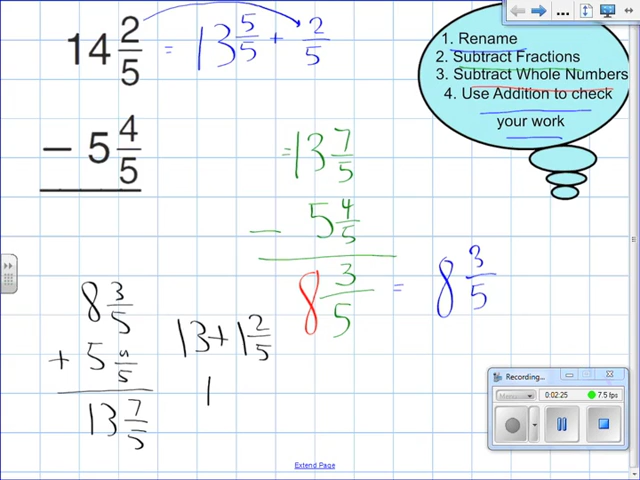 14 2/5 = 13 5/5 + 2/5
− 5 4/5
= 13 7/5
− 5 4/5
8 3/5 = 8 3/5
8 3/5
+ 5 4/5
13 7/5
13 + 1 2/5
1
1. Rename
2. Subtract Fractions
3. Subtract Whole Numbers
4. Use Addition to check
your work
Recording...
Menu
0:02:25
7.5 fps
Extend Page